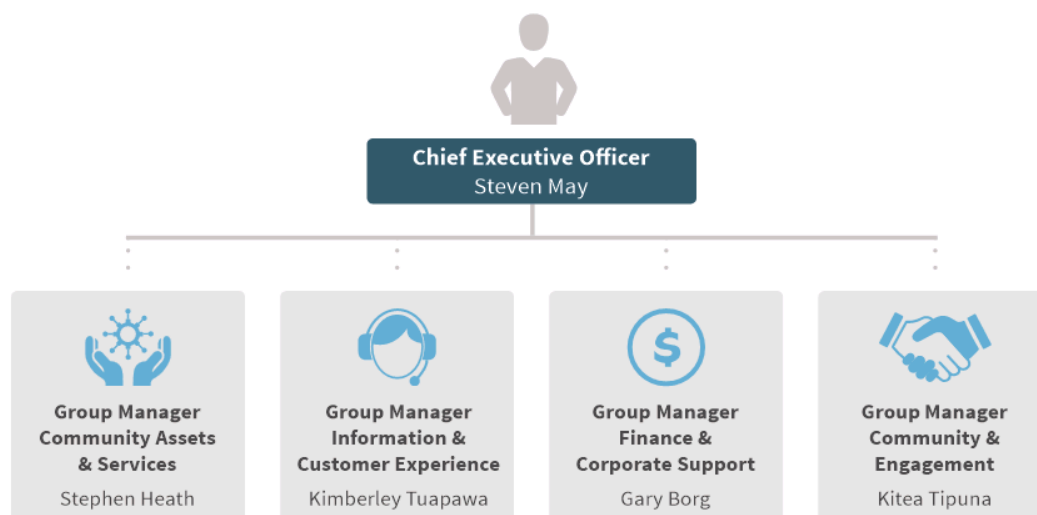 Chief Executive Officer
Steven May
$
Group Manager
Community Assets
& Services
Stephen Heath
Group Manager
Information &
Customer Experience
Kimberley Tuapawa
Group Manager
Finance &
Corporate Support
Gary Borg
Group Manager
Community &
Engagement
Kitea Tipuna